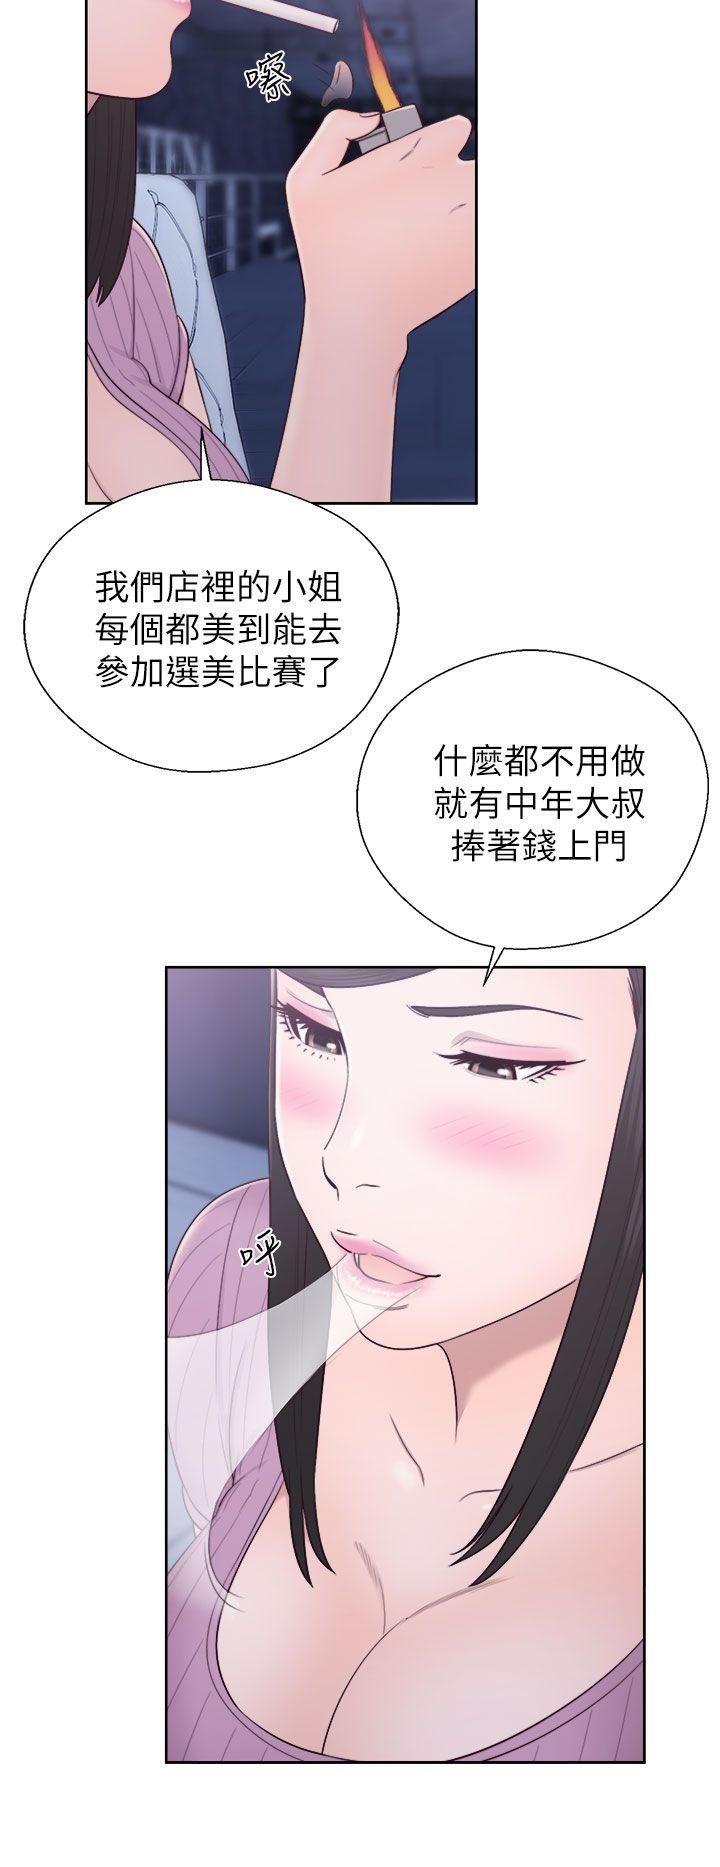 嚓
我們店裡的小姐
每個都美到能去
參加選美比賽了
什麼都不用做
就有中年大叔
捧著錢上門
呼